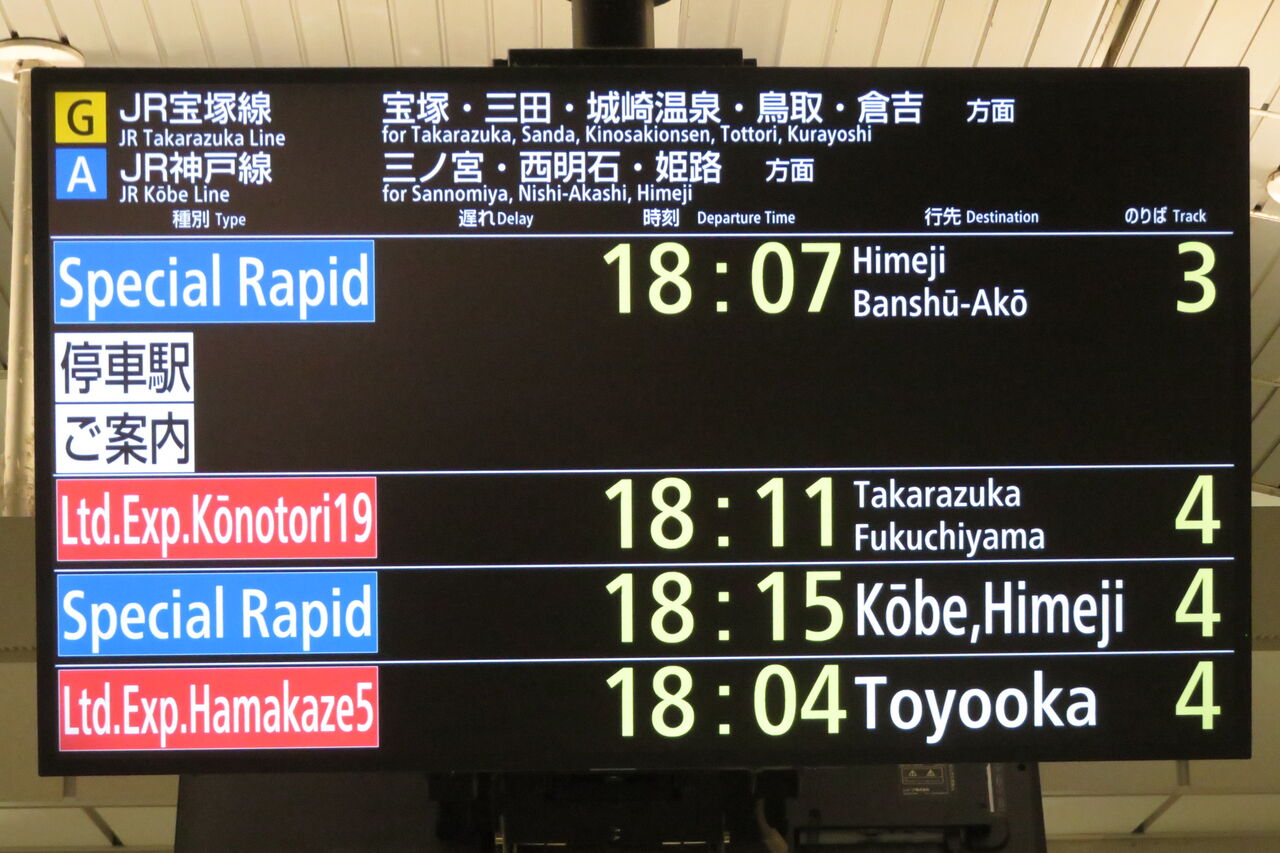 G JR宝塚線 宝塚・三田・城崎温泉・鳥取・倉吉 方面
JR Takarazuka Line for Takarazuka, Sanda, Kinosakionsen, Tottori, Kurayoshi
A JR神戸線 三ノ宮・西明石・姫路 方面
JR Kōbe Line for Sannomiya, Nishi-Akashi, Himeji
種別 Type 遅れ Delay 時刻 Departure Time 行先 Destination のりば Track
Special Rapid 18:07 Himeji Banshū-Akō 3
停車駅
ご案内
Ltd.Exp.Kōnotori19 18:11 Takarazuka Fukuchiyama 4
Special Rapid 18:15 Kōbe,Himeji 4
Ltd.Exp.Hamakaze5 18:04 Toyooka 4